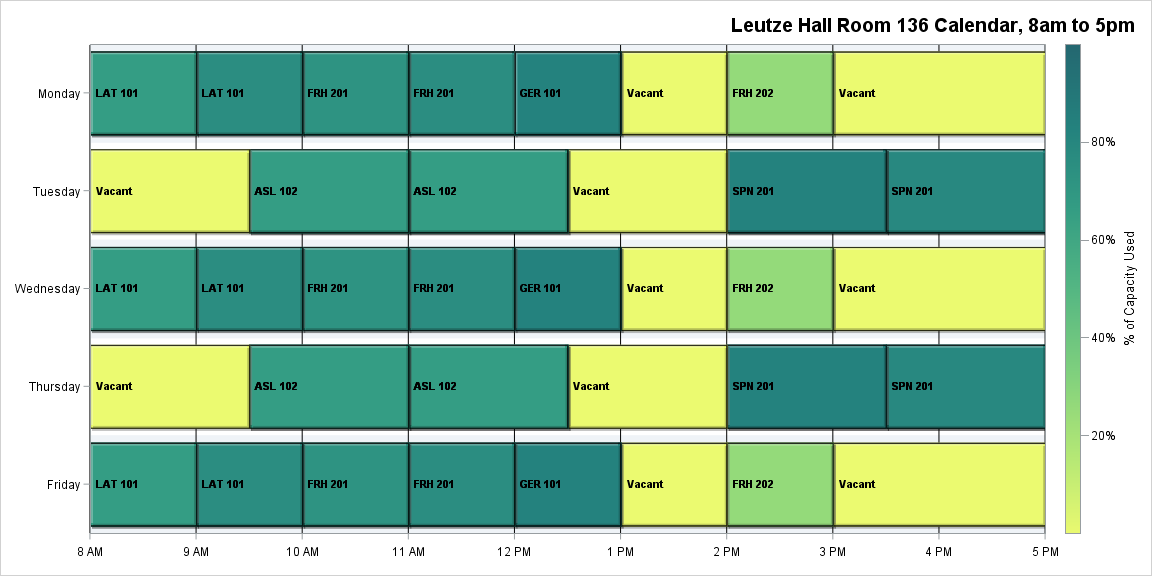 Leutze Hall Room 136 Calendar, 8am to 5pm
Monday LAT 101 LAT 101 FRH 201 FRH 201 GER 101 Vacant FRH 202 Vacant
Tuesday Vacant ASL 102 ASL 102 Vacant SPN 201 SPN 201
Wednesday LAT 101 LAT 101 FRH 201 FRH 201 GER 101 Vacant FRH 202 Vacant
Thursday Vacant ASL 102 ASL 102 Vacant SPN 201 SPN 201
Friday LAT 101 LAT 101 FRH 201 FRH 201 GER 101 Vacant FRH 202 Vacant
8 AM 9 AM 10 AM 11 AM 12 PM 1 PM 2 PM 3 PM 4 PM 5 PM
80%
60%
40%
20%
% of Capacity Used